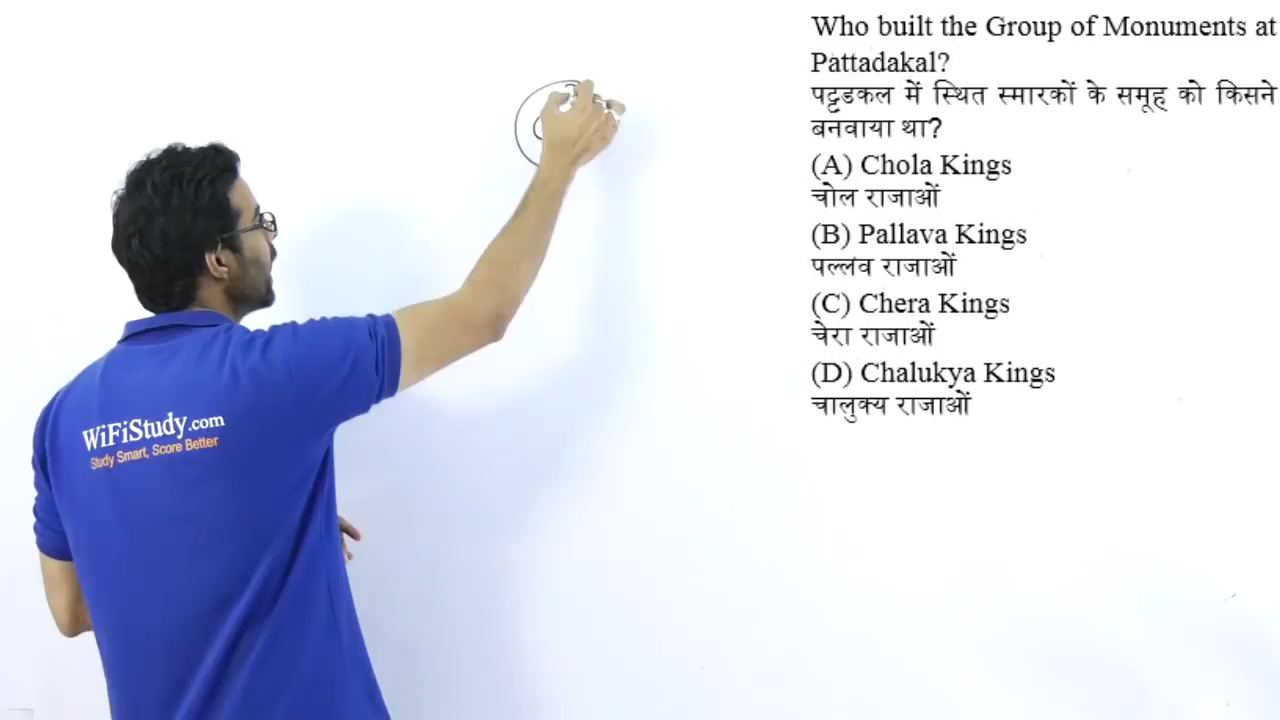 Who built the Group of Monuments at
Pattadakal?
पट्टडकल में स्थित स्मारकों के समूह को किसने
बनवाया था?
(A) Chola Kings
चोल राजाओं
(B) Pallava Kings
पल्लव राजाओं
(C) Chera Kings
चेरा राजाओं
(D) Chalukya Kings
चालुक्य राजाओं
WiFiStudy.com
Study Smart, Score Better